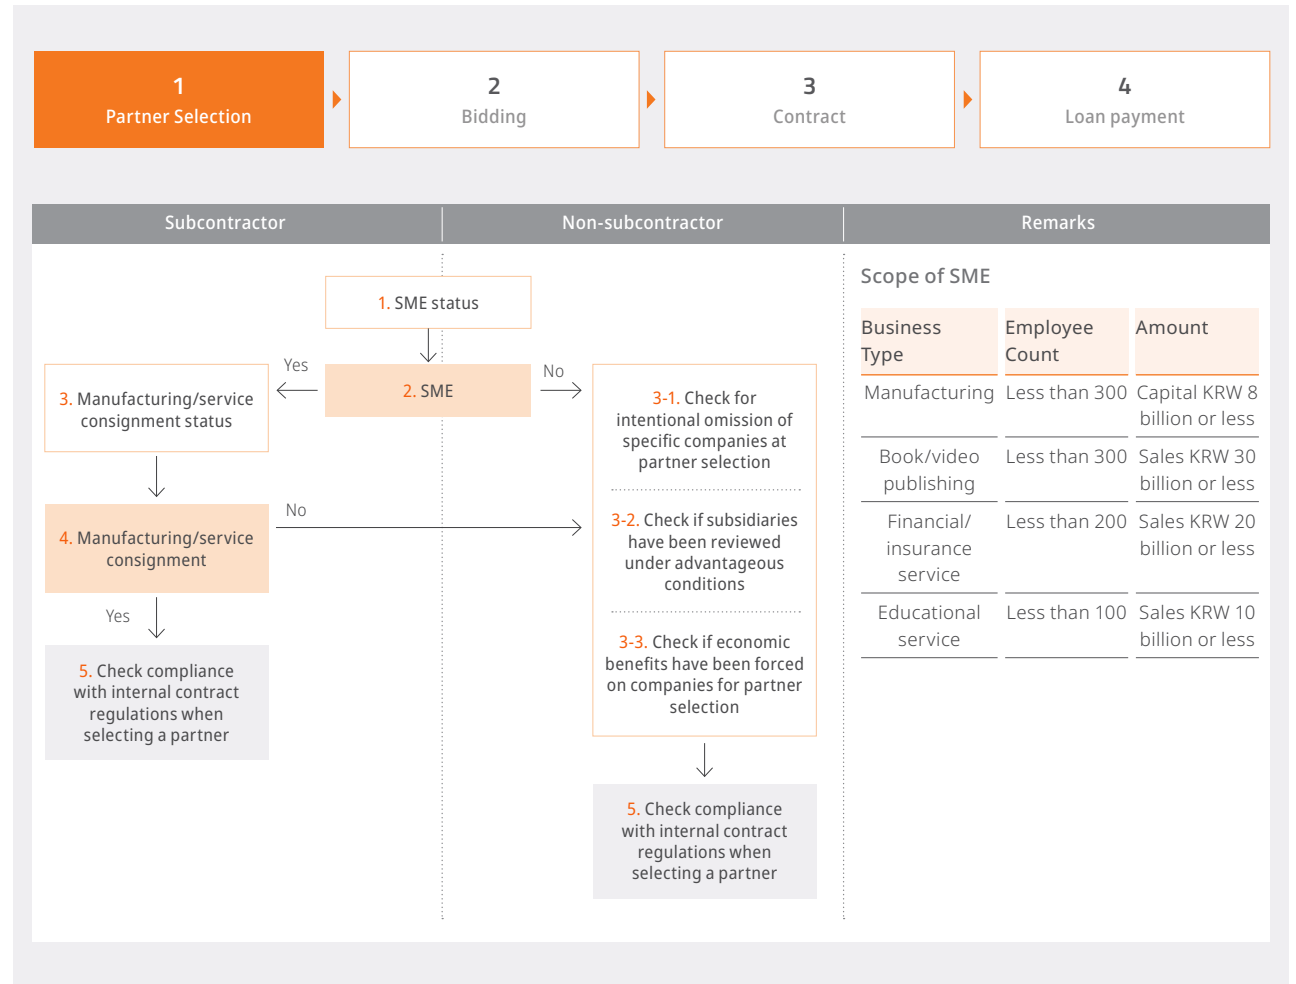 1
Partner Selection
2
Bidding
3
Contract
4
Loan payment
Subcontractor
Non-subcontractor
Remarks
1. SME status
Yes
2. SME
No
3. Manufacturing/service
consignment status
4. Manufacturing/service
consignment
No
Yes
5. Check compliance
with internal contract
regulations when
selecting a partner
3-1. Check for
intentional omission of
specific companies at
partner selection
3-2. Check if subsidiaries
have been reviewed
under advantageous
conditions
3-3. Check if economic
benefits have been forced
on companies for partner
selection
5. Check compliance
with internal contract
regulations when
selecting a partner
Scope of SME
Business
Type
Employee
Count
Amount
Manufacturing
Less than 300
Capital KRW 8
billion or less
Book/video
publishing
Less than 300
Sales KRW 30
billion or less
Financial/
insurance
service
Less than 200
Sales KRW 20
billion or less
Educational
service
Less than 100
Sales KRW 10
billion or less